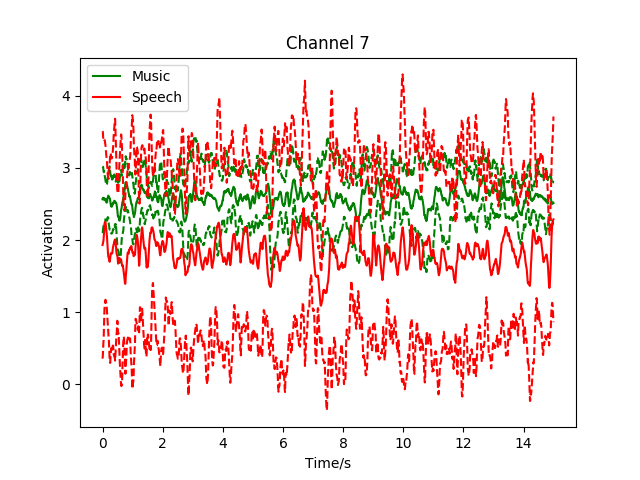 Channel 7
Music
Speech
Activation
4
3
2
1
0
0 2 4 6 8 10 12 14
Time/s